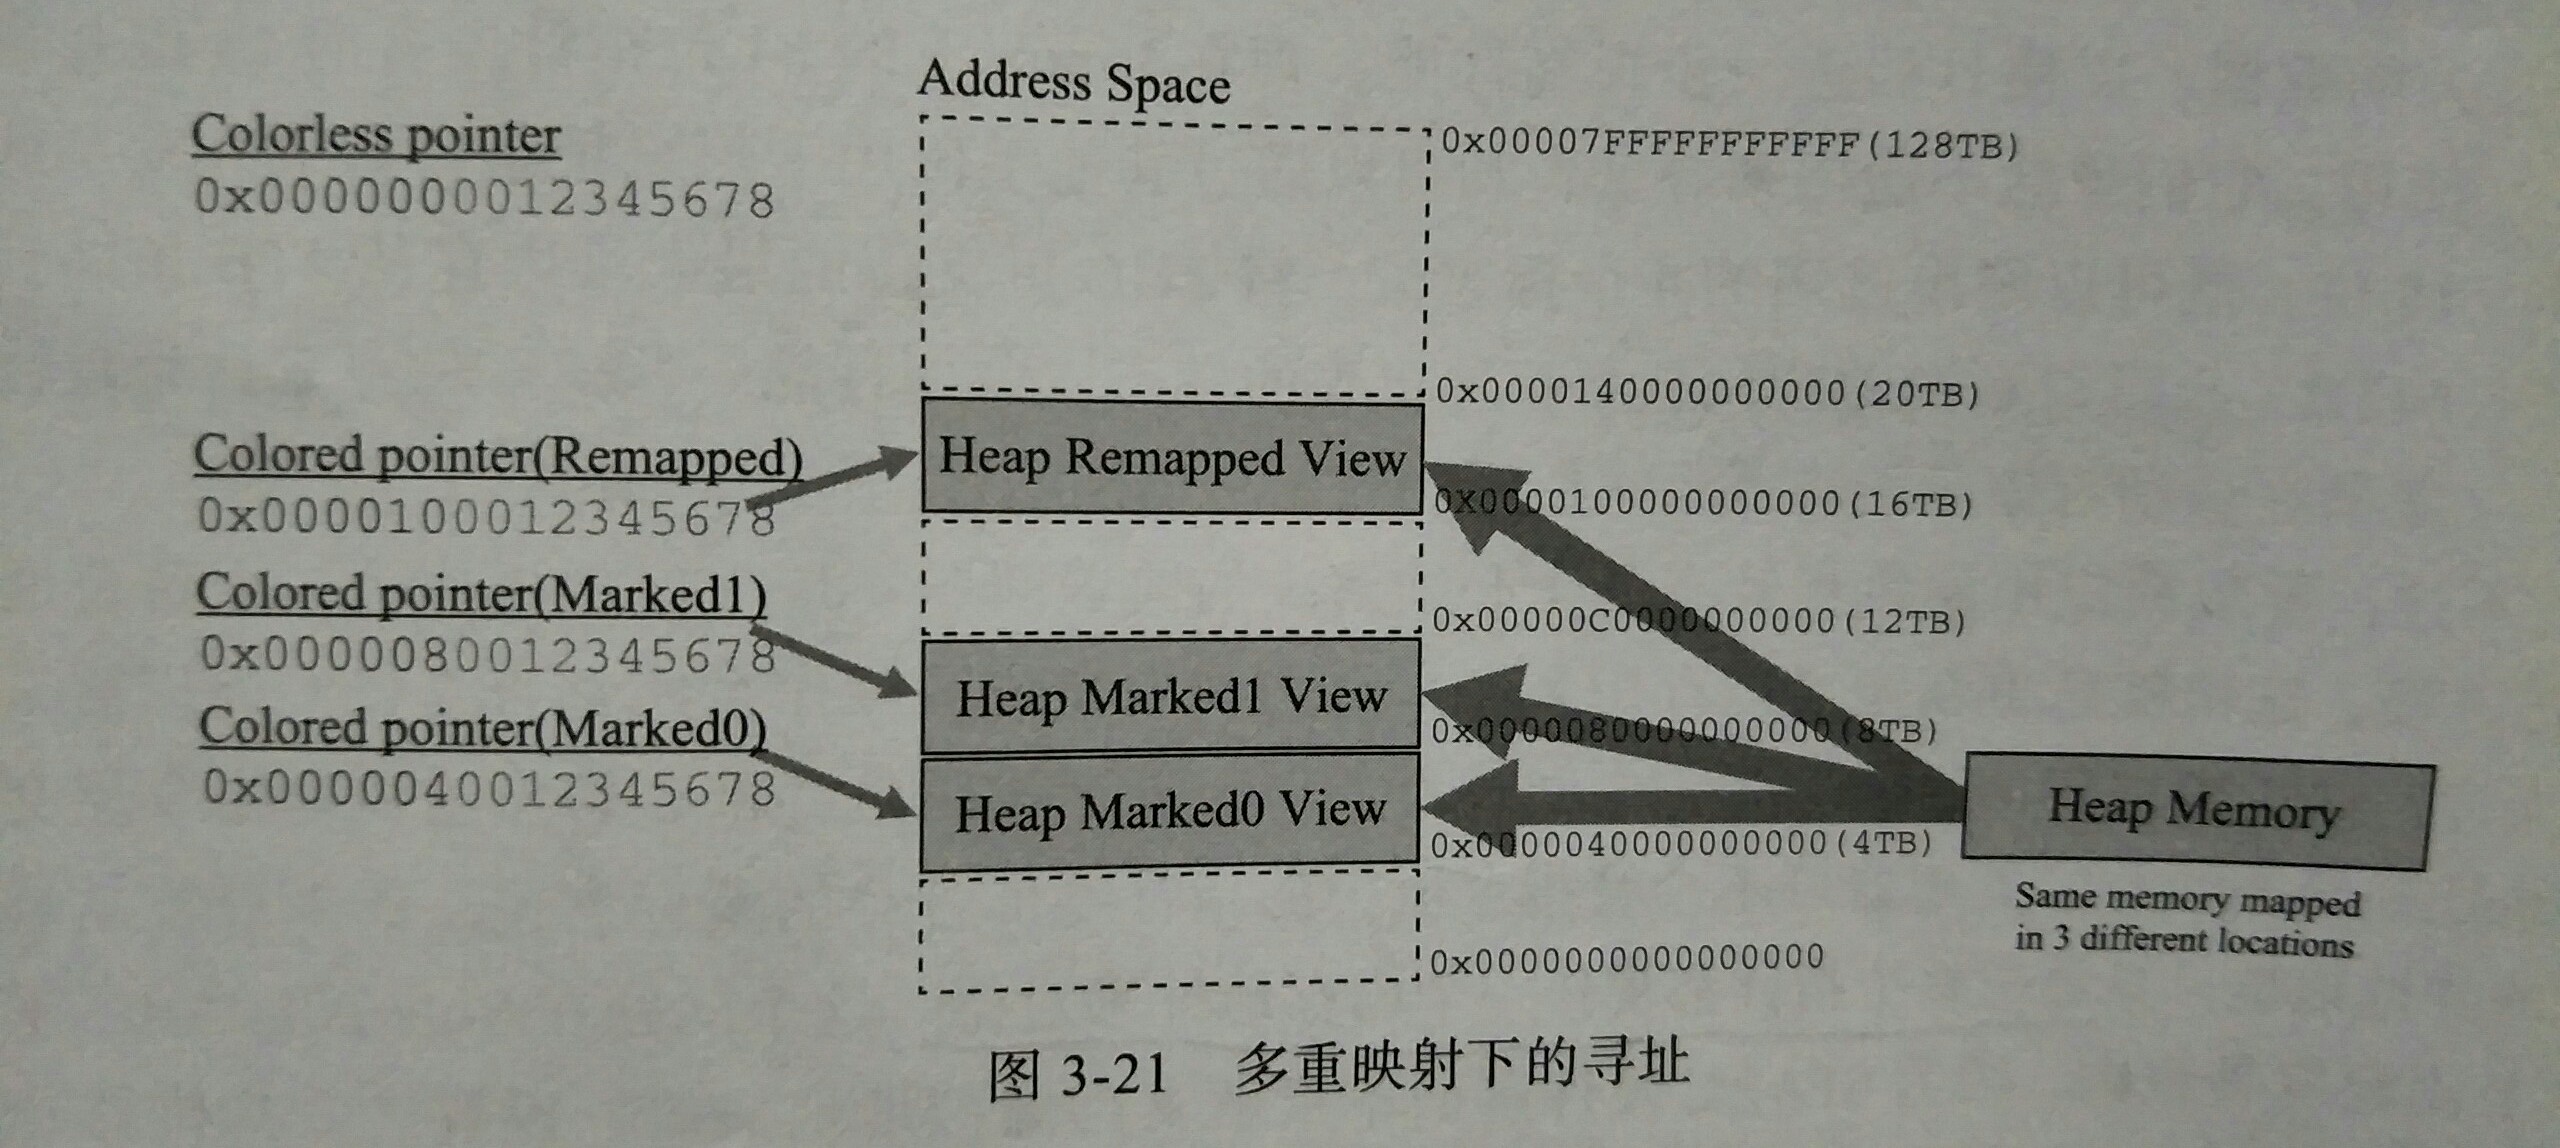 Address Space
Colorless pointer
0x0000000012345678
0x00007FFFFFFFFFFF(128TB)
0x0000140000000000(20TB)
Colored pointer(Remapped)
0x0000100012345678
Heap Remapped View
0x0000100000000000(16TB)
Colored pointer(Marked1)
0x0000080012345678
0x00000C0000000000(12TB)
Heap Marked1 View
0x0000080000000000(8TB)
Colored pointer(Marked0)
0x0000040012345678
Heap Marked0 View
0x0000040000000000(4TB)
Heap Memory
Same memory mapped
in 3 different locations
0x0000000000000000
图 3-21 多重映射下的寻址